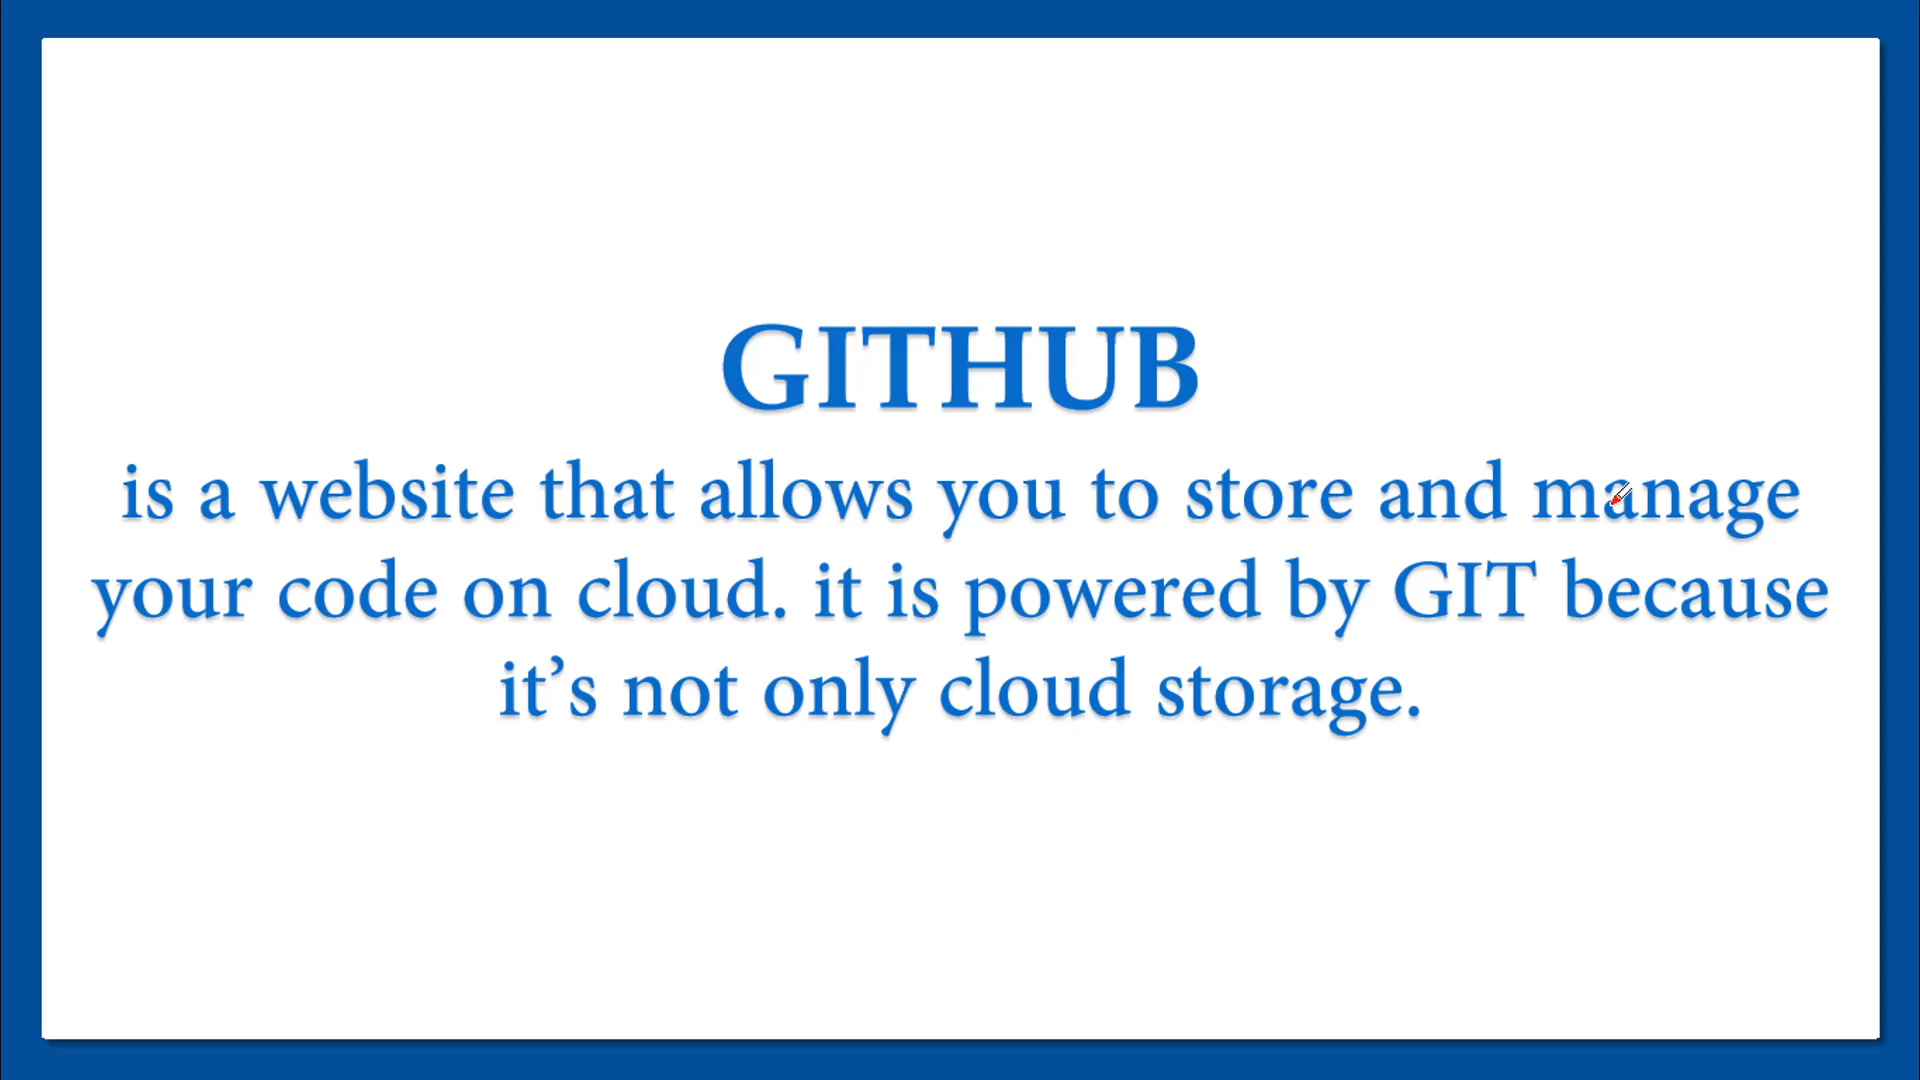 GITHUB
is a website that allows you to store and manage
your code on cloud. it is powered by GIT because
it’s not only cloud storage.